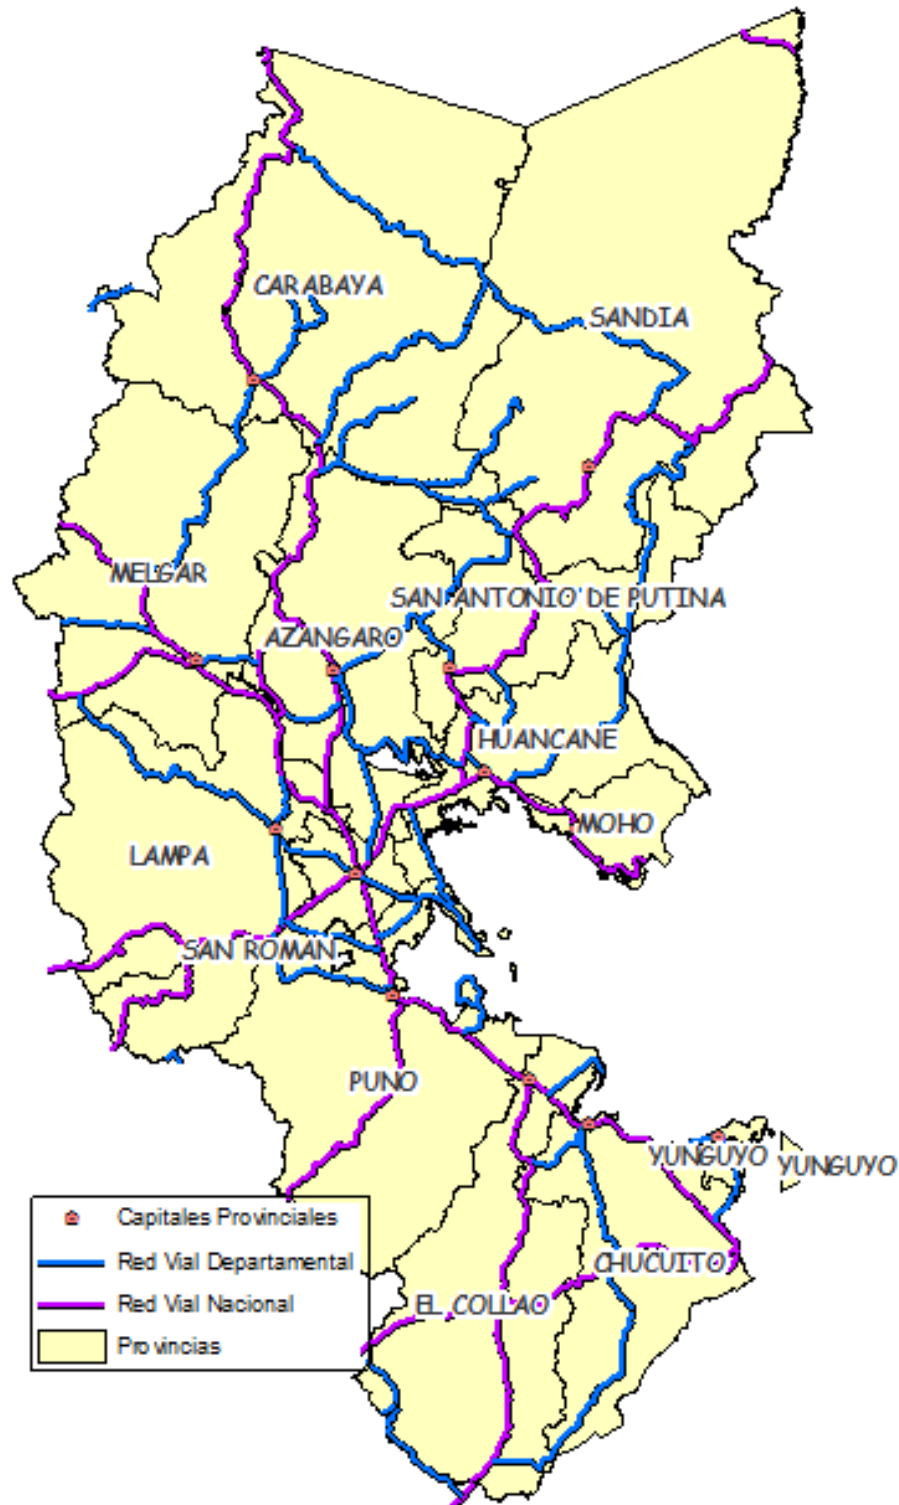 CARABAYA
SANDIA
MELGAR
SAN ANTONIO DE PUTINA
AZANGARO
HUANCANE
MOHO
LAMPA
SAN ROMAN
PUNO
YUNGUYO
YUNGUYO
CHUCUITO
EL COLLAO
Capitales Provinciales
Red Vial Departamental
Red Vial Nacional
Provincias